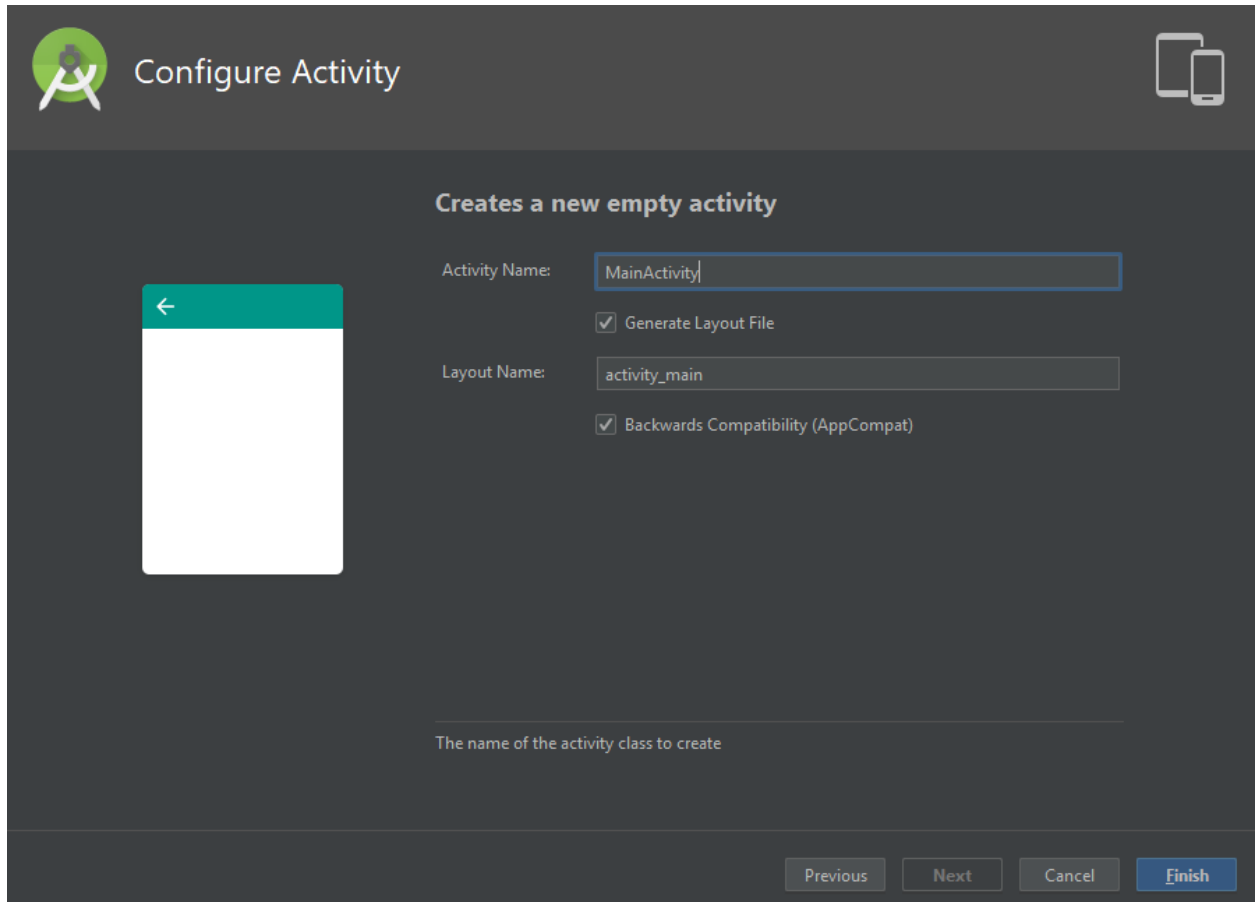 Configure Activity
Creates a new empty activity
Activity Name: MainActivity
Generate Layout File
Layout Name: activity_main
Backwards Compatibility (AppCompat)
The name of the activity class to create
Previous Next Cancel Finish